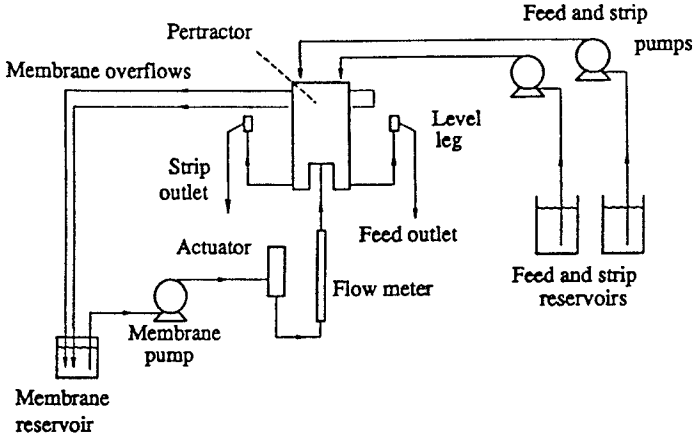 Feed and strip
pumps
Pertractor
Membrane overflows
Level
leg
Strip
outlet
Feed outlet
Actuator
Flow meter
Feed and strip
reservoirs
Membrane
pump
Membrane
reservoir